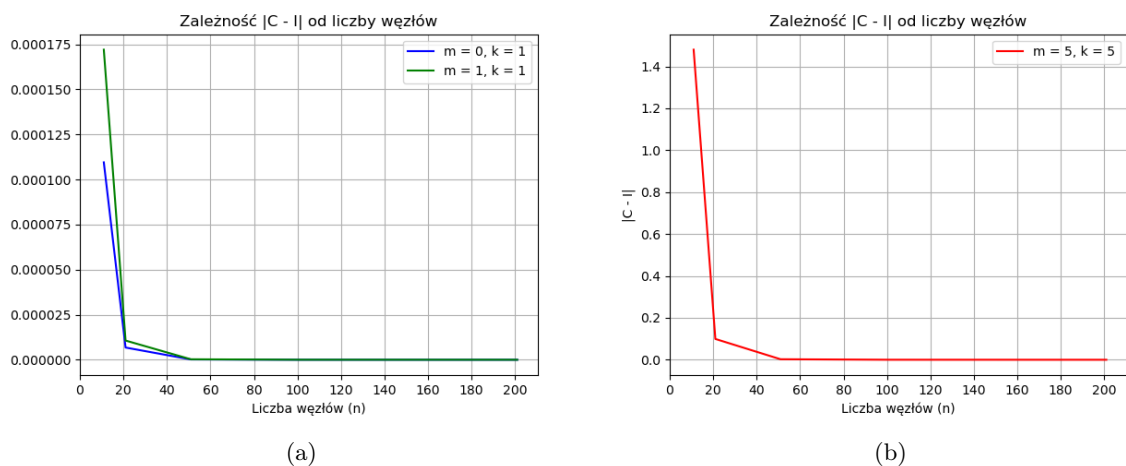 Zależność |C - I| od liczby węzłów
0.000175
0.000150
0.000125
0.000100
0.000075
0.000050
0.000025
0.000000
m = 0, k = 1
m = 1, k = 1
0 20 40 60 80 100 120 140 160 180 200
Liczba węzłów (n)
(a)
Zależność |C - I| od liczby węzłów
|C - I|
1.4
1.2
1.0
0.8
0.6
0.4
0.2
0.0
m = 5, k = 5
0 20 40 60 80 100 120 140 160 180 200
Liczba węzłów (n)
(b)